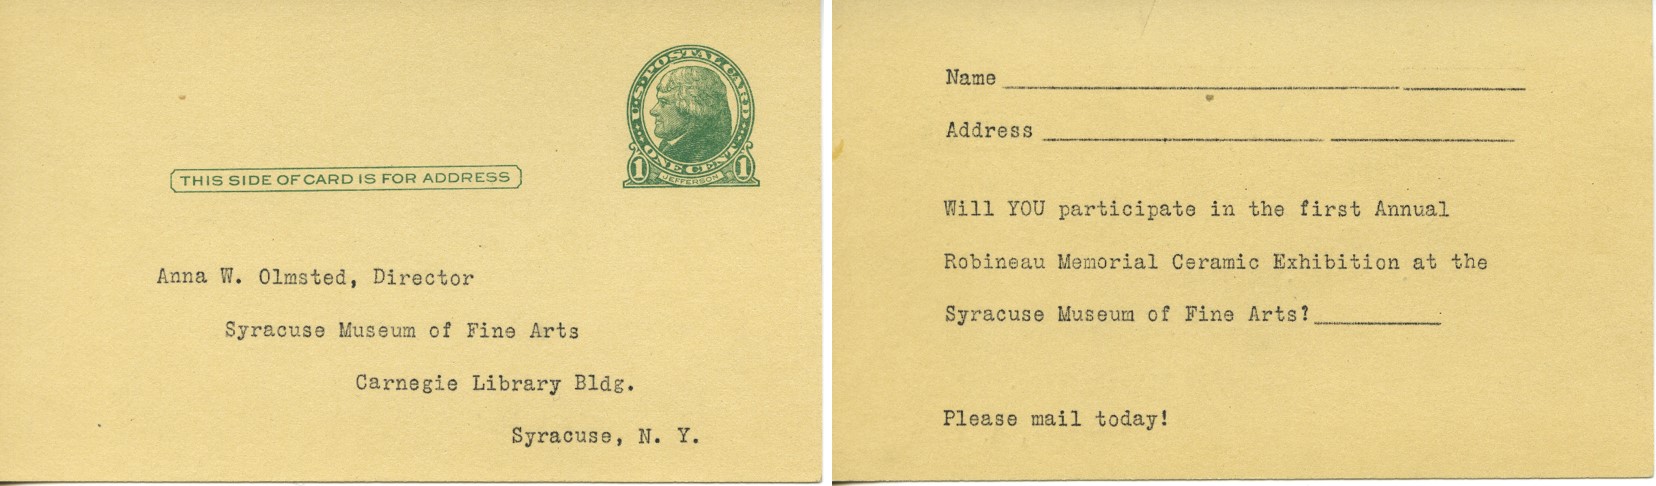 U.S. POSTAL CARD
ONE CENT
1 1
JEFFERSON
THIS SIDE OF CARD IS FOR ADDRESS
Anna W. Olmsted, Director
Syracuse Museum of Fine Arts
Carnegie Library Bldg.
Syracuse, N. Y.
Name
Address
Will YOU participate in the first Annual
Robineau Memorial Ceramic Exhibition at the
Syracuse Museum of Fine Arts?
Please mail today!